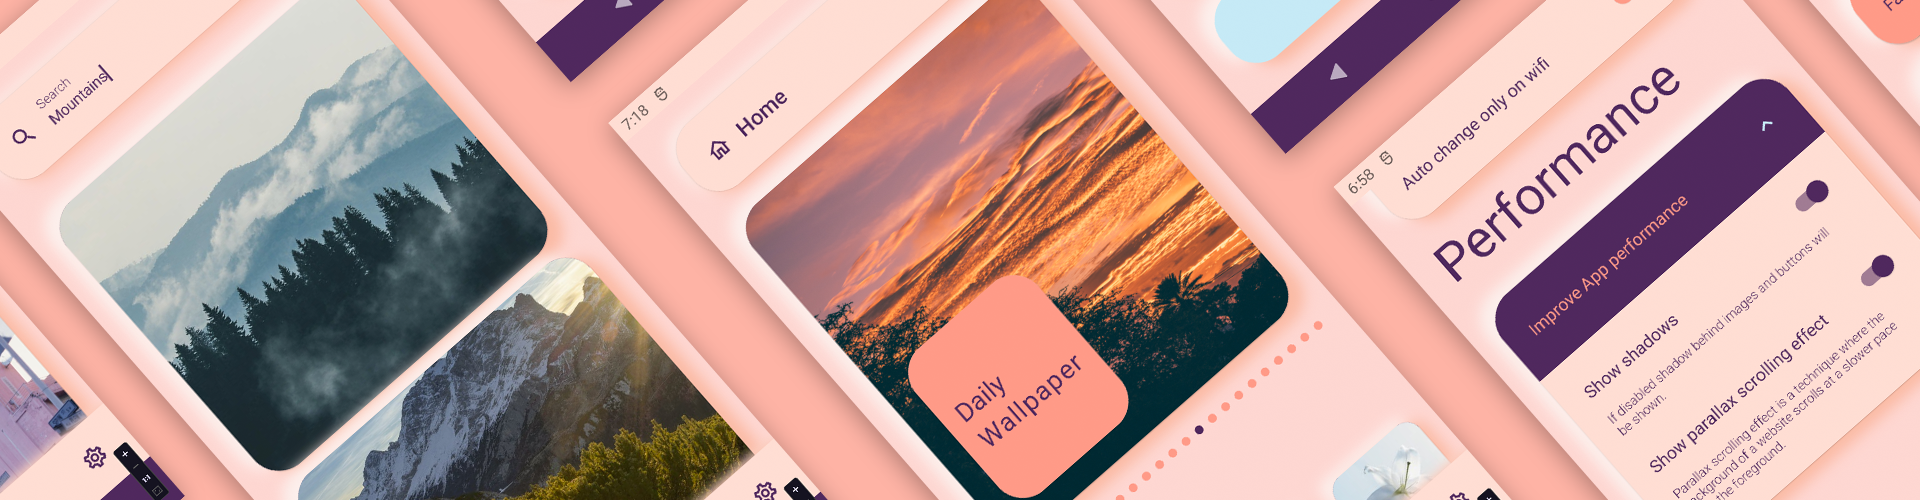 Search
Mountains
7:18
Home
Daily
Wallpaper
6:58
Auto change only on wifi
Performance
Improve App performance
Show shadows
If disabled shadow behind images and buttons will
be shown.
Show parallax scrolling effect
Parallax scrolling effect is a technique where the
background of a website scrolls at a slower pace
the foreground.